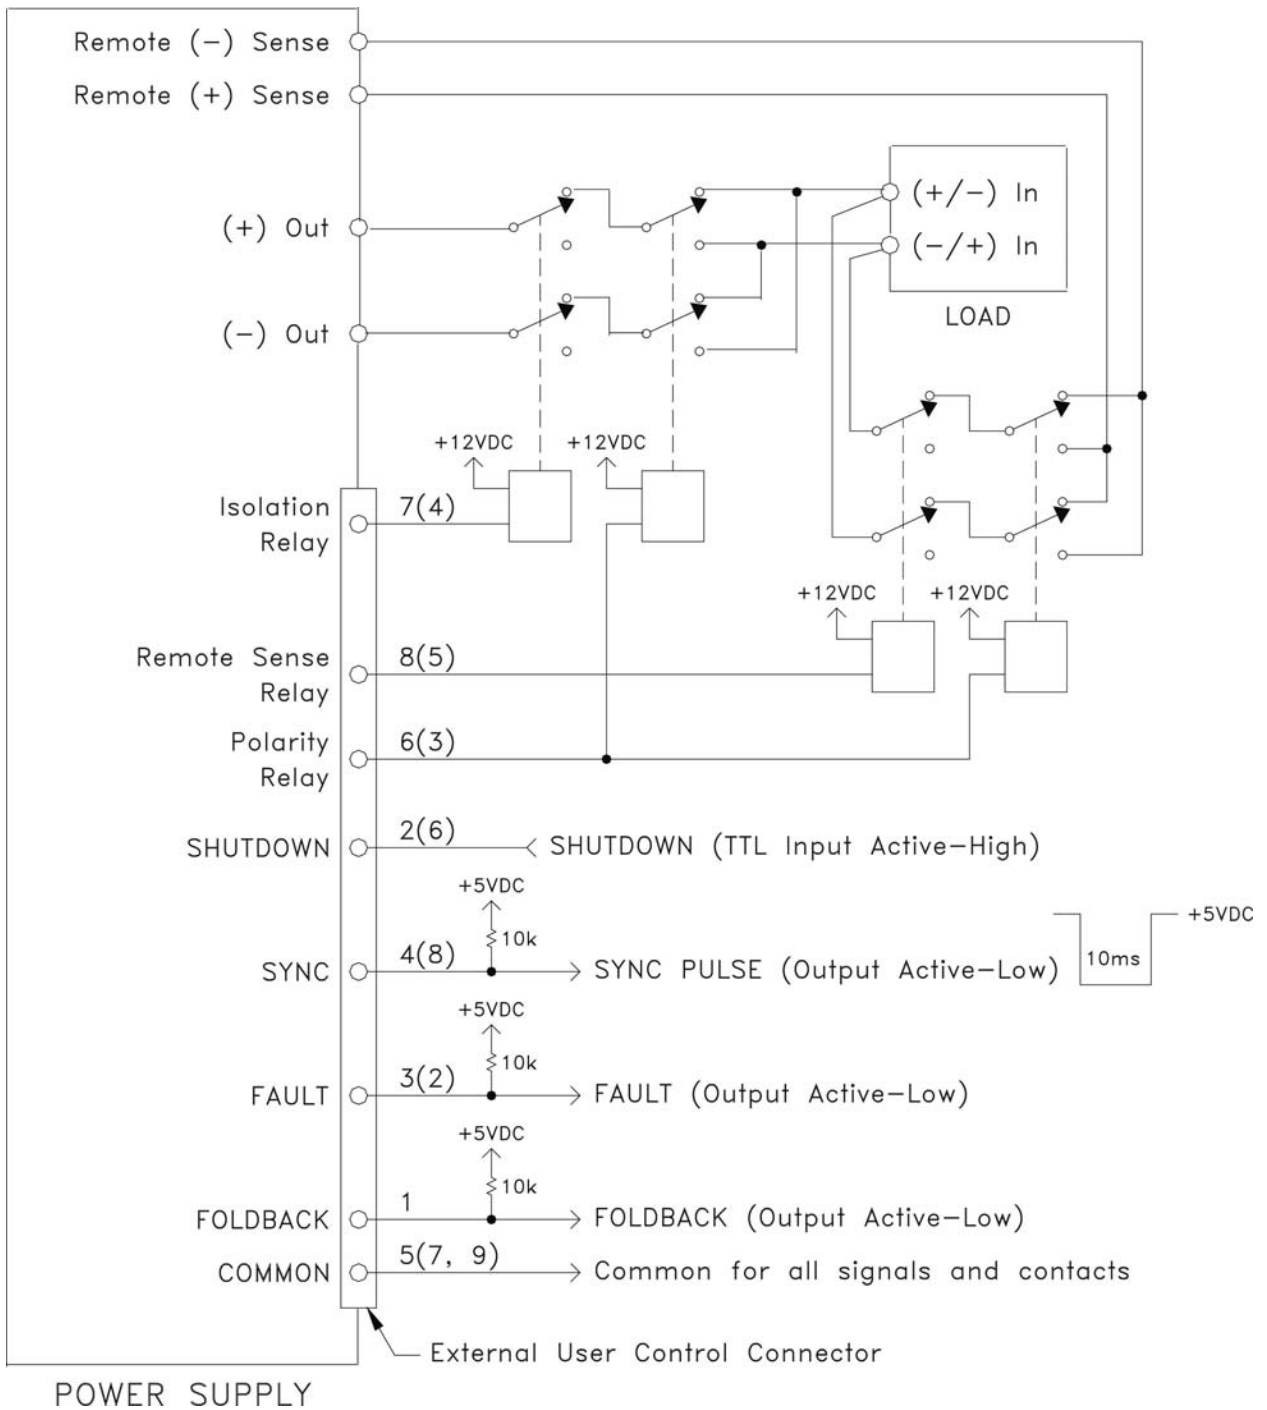 Remote (-) Sense
Remote (+) Sense
(+) Out
(-) Out
(+/-) In
(-/+) In
LOAD
+12VDC
+12VDC
Isolation
Relay
7(4)
+12VDC
+12VDC
Remote Sense
Relay
8(5)
Polarity
Relay
6(3)
SHUTDOWN
2(6)
SHUTDOWN (TTL Input Active-High)
+5VDC
10k
SYNC
4(8)
SYNC PULSE (Output Active-Low)
10ms
+5VDC
+5VDC
10k
FAULT
3(2)
FAULT (Output Active-Low)
+5VDC
10k
FOLDBACK
1
FOLDBACK (Output Active-Low)
COMMON
5(7, 9)
Common for all signals and contacts
External User Control Connector
POWER SUPPLY